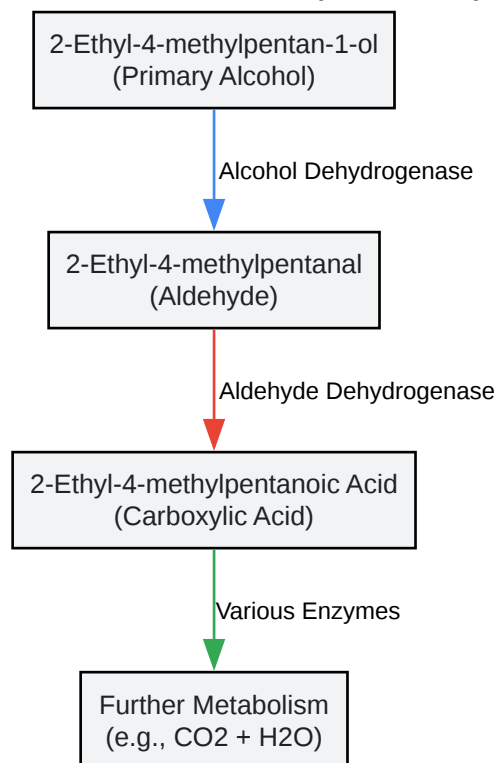 2-Ethyl-4-methylpentan-1-ol
(Primary Alcohol)
Alcohol Dehydrogenase
2-Ethyl-4-methylpentanal
(Aldehyde)
Aldehyde Dehydrogenase
2-Ethyl-4-methylpentanoic Acid
(Carboxylic Acid)
Various Enzymes
Further Metabolism
(e.g., CO2 + H2O)